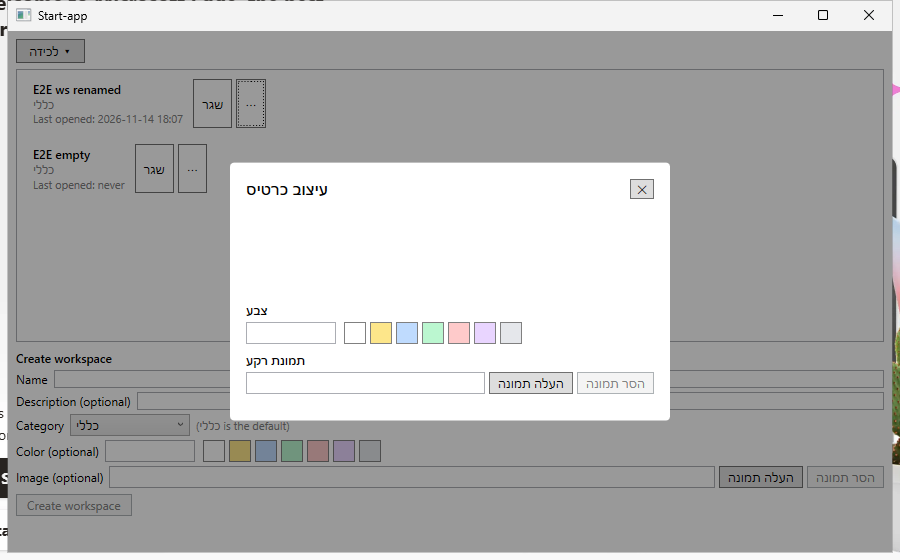 Start-app
לכידה ▾
E2E ws renamed
כללי
Last opened: 2026-11-14 18:07
שגר
...
E2E empty
כללי
Last opened: never
שגר
...
עיצוב כרטיס
צבע
תמונת רקע
העלה תמונה
הסר תמונה
Create workspace
Name
Description (optional)
Category
כללי
(כללי is the default)
Color (optional)
Image (optional)
העלה תמונה
הסר תמונה
Create workspace